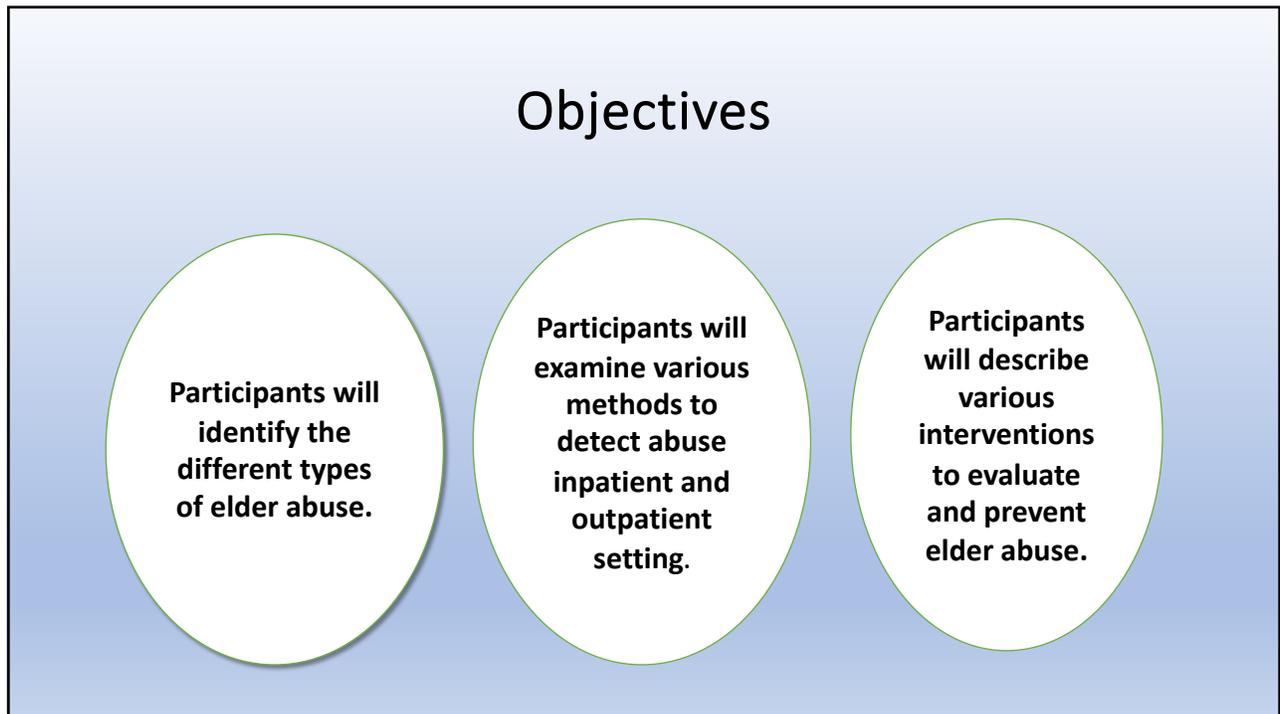 Objectives
Participants will
identify the
different types
of elder abuse.
Participants will
examine various
methods to
detect abuse
inpatient and
outpatient
setting.
Participants
will describe
various
interventions
to evaluate
and prevent
elder abuse.